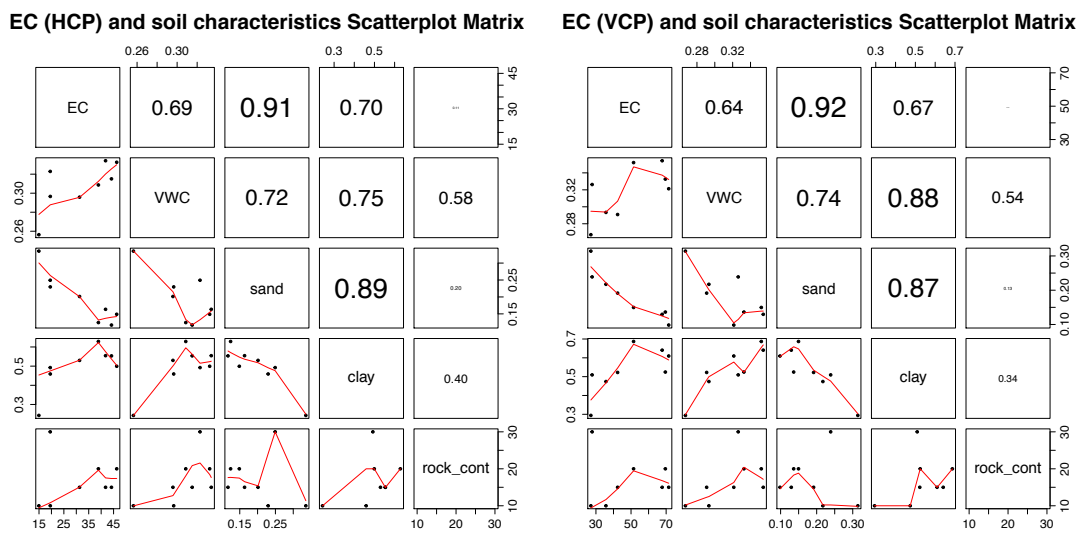 EC (HCP) and soil characteristics Scatterplot Matrix
0.26 0.30
0.3 0.5
EC
0.69
0.91
0.70
15 30 45
0.26 0.30
VWC
0.72
0.75
0.58
sand
0.89
0.20
0.15 0.25
0.3 0.5
clay
0.40
rock_cont
10 20 30
15 25 35 45
0.15 0.25
10 20 30
EC (VCP) and soil characteristics Scatterplot Matrix
0.28 0.32
0.3 0.5 0.7
EC
0.64
0.92
0.67
30 50 70
0.28 0.32
VWC
0.74
0.88
0.54
sand
0.87
0.13
0.10 0.20 0.30
0.3 0.5 0.7
clay
0.34
rock_cont
10 20 30
30 50 70
0.10 0.20 0.30
10 20 30